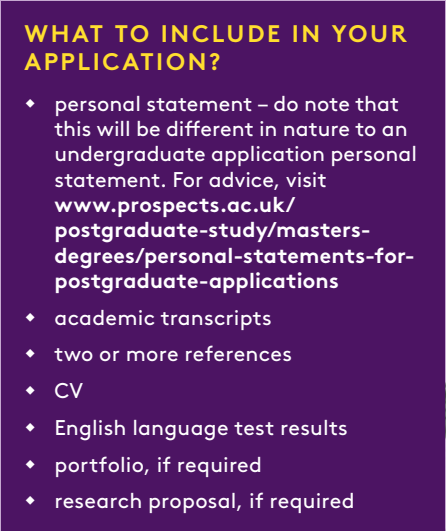 WHAT TO INCLUDE IN YOUR
APPLICATION?
personal statement – do note that
this will be different in nature to an
undergraduate application personal
statement. For advice, visit
www.prospects.ac.uk/
postgraduate-study/masters-
degrees/personal-statements-for-
postgraduate-applications
academic transcripts
two or more references
CV
English language test results
portfolio, if required
research proposal, if required